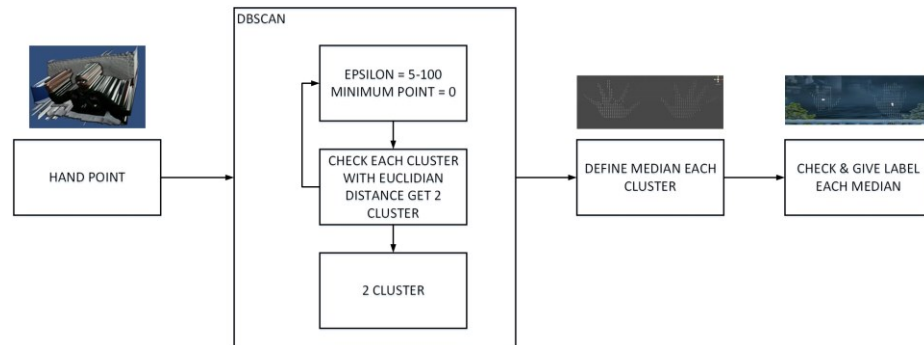 DBSCAN
EPSILON = 5-100
MINIMUM POINT = 0
HAND POINT
CHECK EACH CLUSTER
WITH EUCLIDIAN
DISTANCE GET 2
CLUSTER
DEFINE MEDIAN EACH
CLUSTER
CHECK & GIVE LABEL
EACH MEDIAN
2 CLUSTER